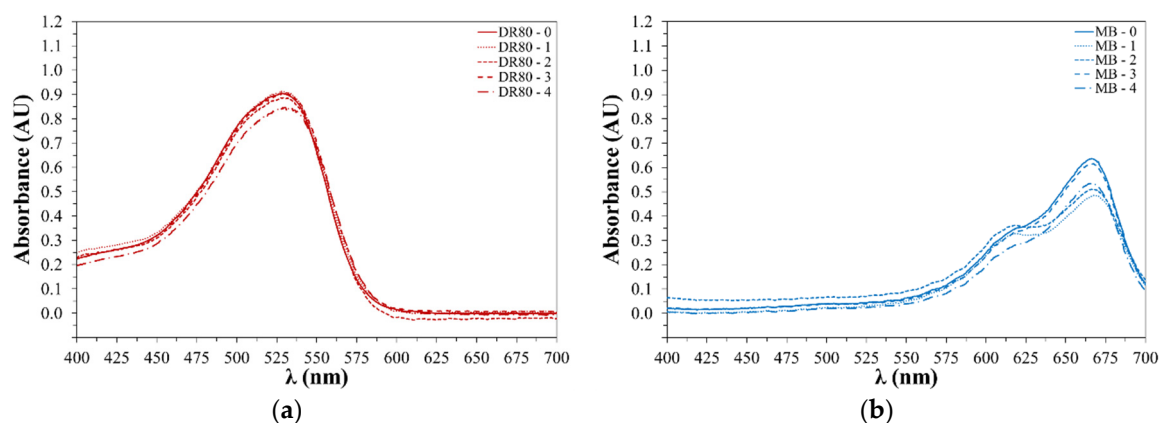 1.2
1.1
1.0
0.9
0.8
0.7
0.6
0.5
0.4
0.3
0.2
0.1
0.0
Absorbance (AU)
DR80 - 0
DR80 - 1
DR80 - 2
DR80 - 3
DR80 - 4
400 425 450 475 500 525 550 575 600 625 650 675 700
λ (nm)
(a)
1.2
1.1
1.0
0.9
0.8
0.7
0.6
0.5
0.4
0.3
0.2
0.1
0.0
Absorbance (AU)
MB - 0
MB - 1
MB - 2
MB - 3
MB - 4
400 425 450 475 500 525 550 575 600 625 650 675 700
λ (nm)
(b)